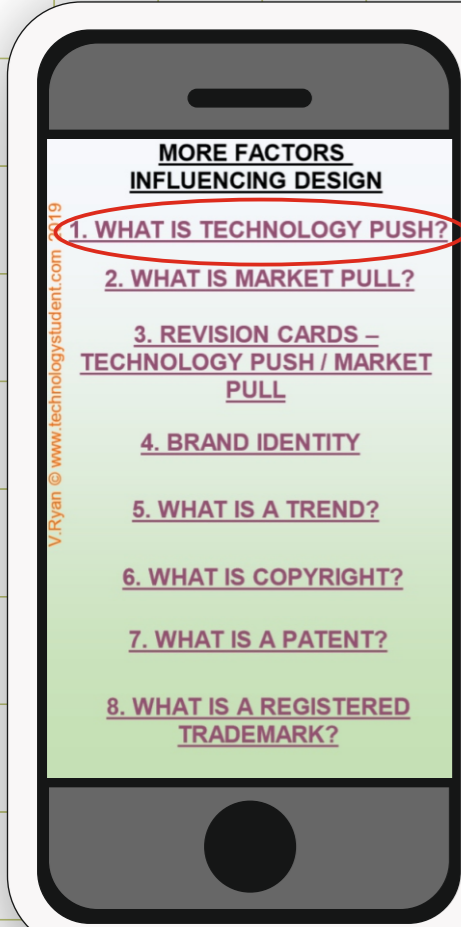 MORE FACTORS
INFLUENCING DESIGN
1. WHAT IS TECHNOLOGY PUSH?
2. WHAT IS MARKET PULL?
3. REVISION CARDS –
TECHNOLOGY PUSH / MARKET
PULL
4. BRAND IDENTITY
5. WHAT IS A TREND?
6. WHAT IS COPYRIGHT?
7. WHAT IS A PATENT?
8. WHAT IS A REGISTERED
TRADEMARK?
V.Ryan © www.technologystudent.com 2019